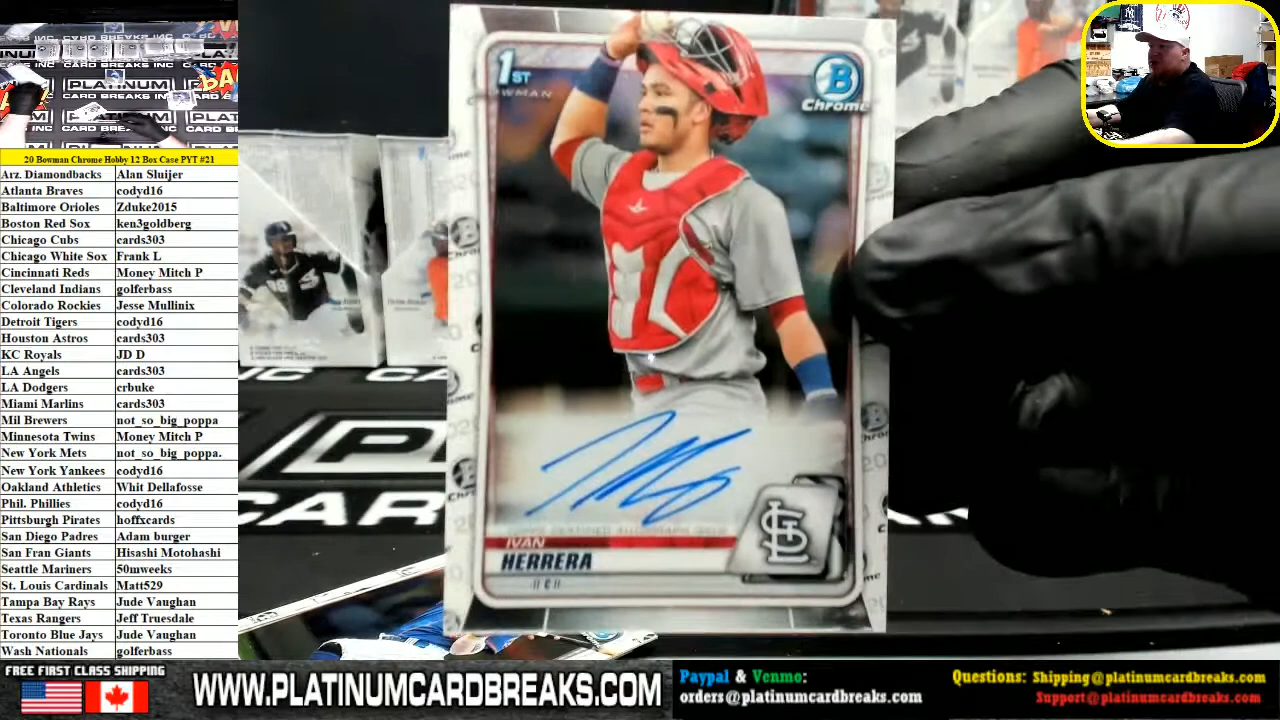 PLATINUM
CARD BREAKS INC
20 Bowman Chrome Hobby 12 Box Case PYT #21
Arz. Diamondbacks Alan Sluijer
Atlanta Braves codyd16
Baltimore Orioles Zduke2015
Boston Red Sox ken3goldberg
Chicago Cubs cards303
Chicago White Sox Frank L
Cincinnati Reds Money Mitch P
Cleveland Indians golferbass
Colorado Rockies Jesse Mullinix
Detroit Tigers codyd16
Houston Astros cards303
KC Royals JD D
LA Angels cards303
LA Dodgers crbuke
Miami Marlins cards303
Mil Brewers not_so_big_poppa
Minnesota Twins Money Mitch P
New York Mets not_so_big_poppa.
New York Yankees codyd16
Oakland Athletics Whit Dellafosse
Phil. Phillies codyd16
Pittsburgh Pirates hoffxcards
San Diego Padres Adam burger
San Fran Giants Hisashi Motohashi
Seattle Mariners 50mweeks
St. Louis Cardinals Matt529
Tampa Bay Rays Jude Vaughan
Texas Rangers Jeff Truesdale
Toronto Blue Jays Jude Vaughan
Wash Nationals golferbass
1ST
BOWMAN
B
Chrome
IVAN
HERRERA
C
STL
FREE FIRST CLASS SHIPPING
WWW.PLATINUMCARDBREAKS.COM
Paypal & Venmo:
orders@platinumcardbreaks.com
Questions: Shipping@platinumcardbreaks.com
Support@platinumcardbreaks.com